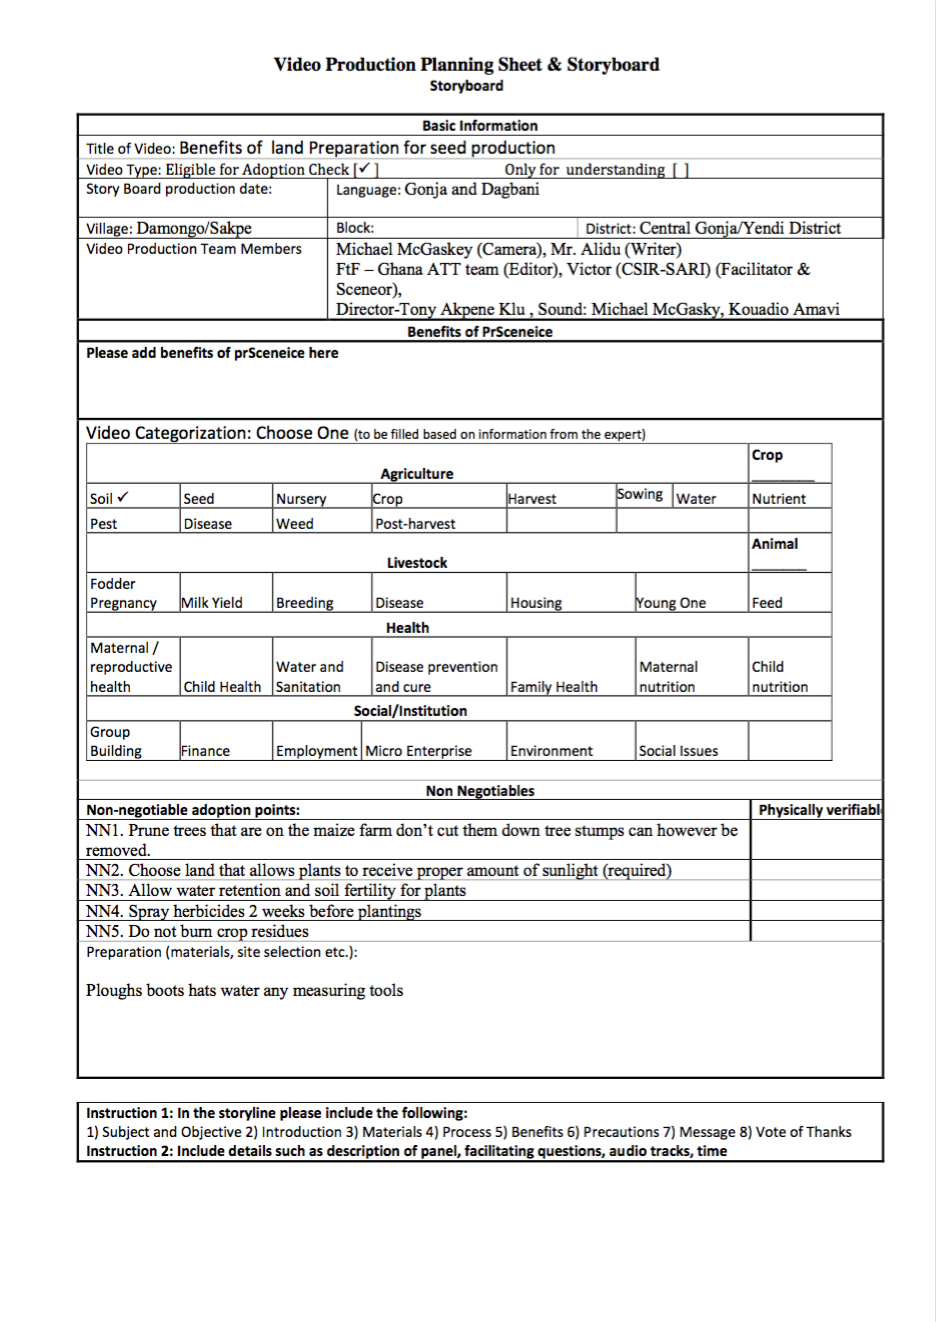 Video Production Planning Sheet & Storyboard
Storyboard
Basic Information
Title of Video: Benefits of land Preparation for seed production
Video Type: Eligible for Adoption Check [✓ ] Only for understanding [ ]
Story Board production date: Language: Gonja and Dagbani
Village: Damongo/Sakpe Block: District: Central Gonja/Yendi District
Video Production Team Members Michael McGaskey (Camera), Mr. Alidu (Writer)
FtF – Ghana ATT team (Editor), Victor (CSIR-SARI) (Facilitator &
Sceneor),
Director-Tony Akpene Klu , Sound: Michael McGasky, Kouadio Amavi
Benefits of PrSceneice
Please add benefits of prSceneice here
Video Categorization: Choose One (to be filled based on information from the expert)
Crop
Agriculture ________
Soil ✓ Seed Nursery Crop Harvest Sowing Water Nutrient
Pest Disease Weed Post-harvest
Animal
Livestock _______
Fodder
Pregnancy Milk Yield Breeding Disease Housing Young One Feed
Health
Maternal /
reproductive Water and Disease prevention Maternal Child
health Child Health Sanitation and cure Family Health nutrition nutrition
Social/Institution
Group
Building Finance Employment Micro Enterprise Environment Social Issues
Non Negotiables
Non-negotiable adoption points: Physically verifiabl
NN1. Prune trees that are on the maize farm don’t cut them down tree stumps can however be
removed.
NN2. Choose land that allows plants to receive proper amount of sunlight (required)
NN3. Allow water retention and soil fertility for plants
NN4. Spray herbicides 2 weeks before plantings
NN5. Do not burn crop residues
Preparation (materials, site selection etc.):
Ploughs boots hats water any measuring tools
Instruction 1: In the storyline please include the following:
1) Subject and Objective 2) Introduction 3) Materials 4) Process 5) Benefits 6) Precautions 7) Message 8) Vote of Thanks
Instruction 2: Include details such as description of panel, facilitating questions, audio tracks, time